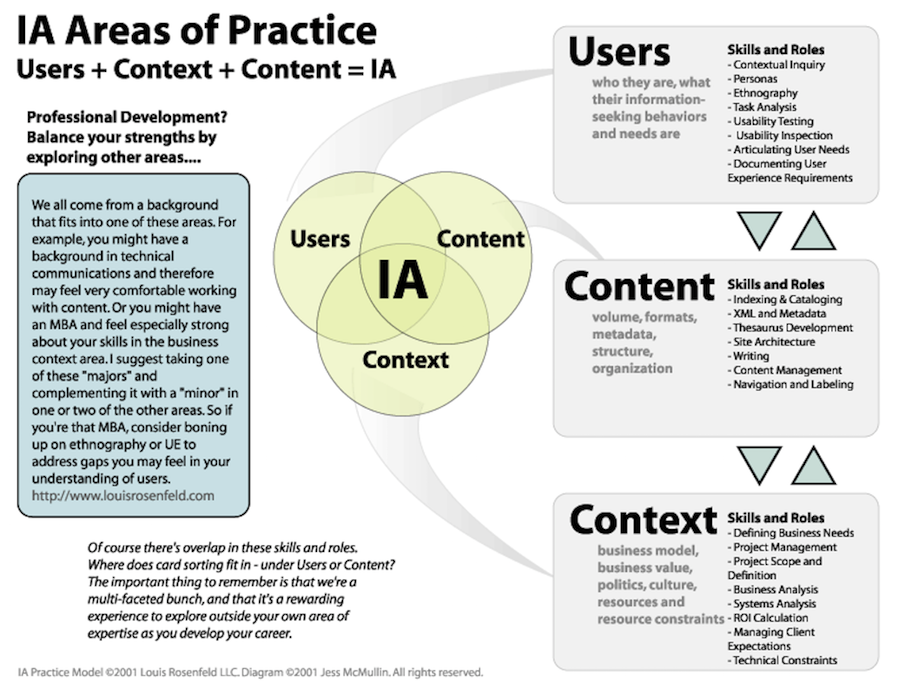 IA Areas of Practice
Users + Context + Content = IA
Professional Development?
Balance your strengths by
exploring other areas....
We all come from a background
that fits into one of these areas. For
example, you might have a
background in technical
communications and therefore
may feel very comfortable working
with content. Or you might have
an MBA and feel especially strong
about your skills in the business
context area. I suggest taking one
of these "majors" and
complementing it with a "minor" in
one or two of the other areas. So if
you're that MBA, consider boning
up on ethnography or UE to
address gaps you may feel in your
understanding of users.
http://www.louisrosenfeld.com
Of course there's overlap in these skills and roles.
Where does card sorting fit in - under Users or Content?
The important thing to remember is that we're a
multi-faceted bunch, and that it's a rewarding
experience to explore outside your own area of
expertise as you develop your career.
Users
Content
IA
Context
Users
who they are, what
their information-
seeking behaviors
and needs are
Skills and Roles
- Contextual Inquiry
- Personas
- Ethnography
- Task Analysis
- Usability Testing
- Usability Inspection
- Articulating User Needs
- Documenting User
Experience Requirements
Content
volume, formats,
metadata,
structure,
organization
Skills and Roles
- Indexing & Cataloging
- XML and Metadata
- Thesaurus Development
- Site Architecture
- Writing
- Content Management
- Navigation and Labeling
Context
business model,
business value,
politics, culture,
resources and
resource constraints
Skills and Roles
- Defining Business Needs
- Project Management
- Project Scope and
Definition
- Business Analysis
- Systems Analysis
- ROI Calculation
- Managing Client
Expectations
- Technical Constraints
IA Practice Model ©2001 Louis Rosenfeld LLC. Diagram ©2001 Jess McMullin. All rights reserved.